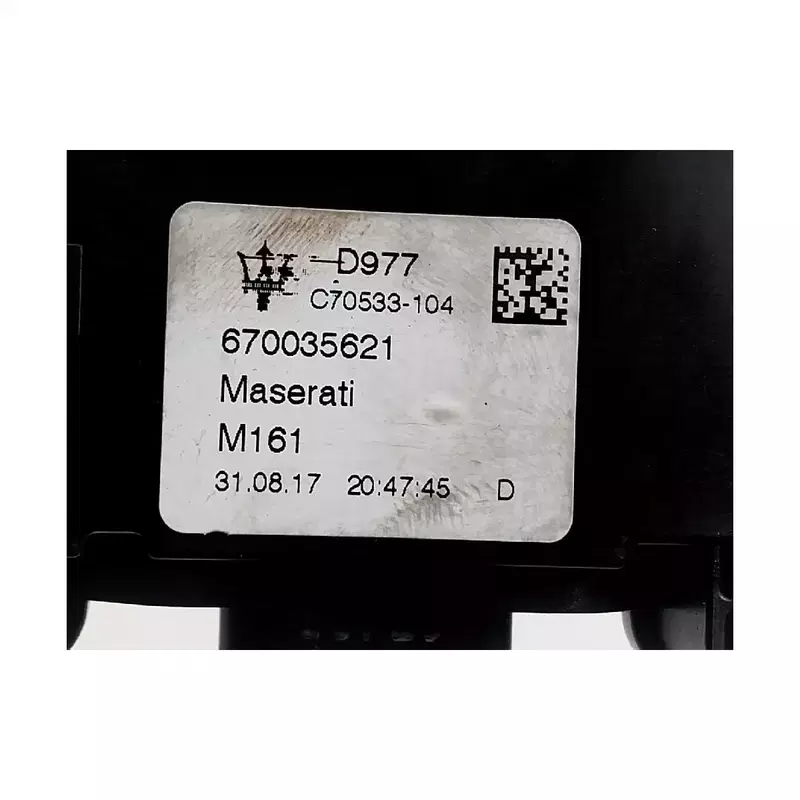 D977
C70533-104
670035621
Maserati
M161
31.08.17 20:47:45 D